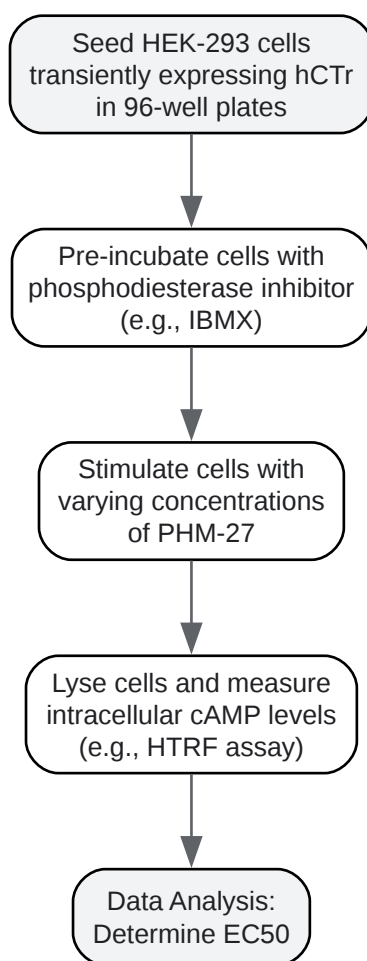 Seed HEK-293 cells
transiently expressing hCTr
in 96-well plates
Pre-incubate cells with
phosphodiesterase inhibitor
(e.g., IBMX)
Stimulate cells with
varying concentrations
of PHM-27
Lyse cells and measure
intracellular cAMP levels
(e.g., HTRF assay)
Data Analysis:
Determine EC50